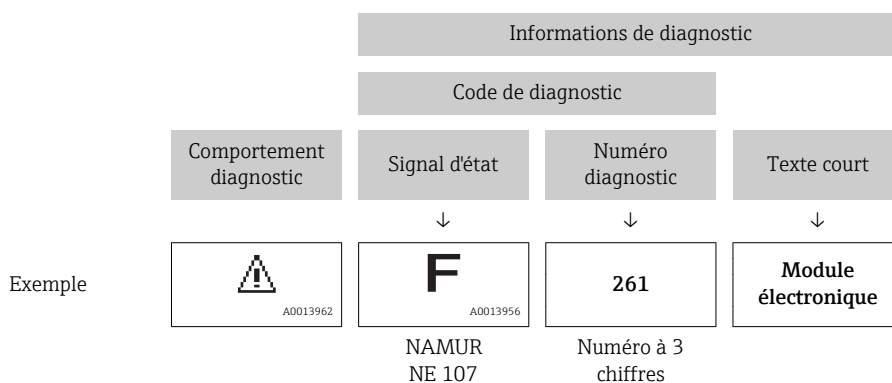 Informations de diagnostic
Code de diagnostic
Comportement
diagnostic
Signal d'état
Numéro
diagnostic
Texte court
↓
↓
↓
Exemple
A0013962
F
A0013956
261
Module
électronique
NAMUR
NE 107
Numéro à 3
chiffres